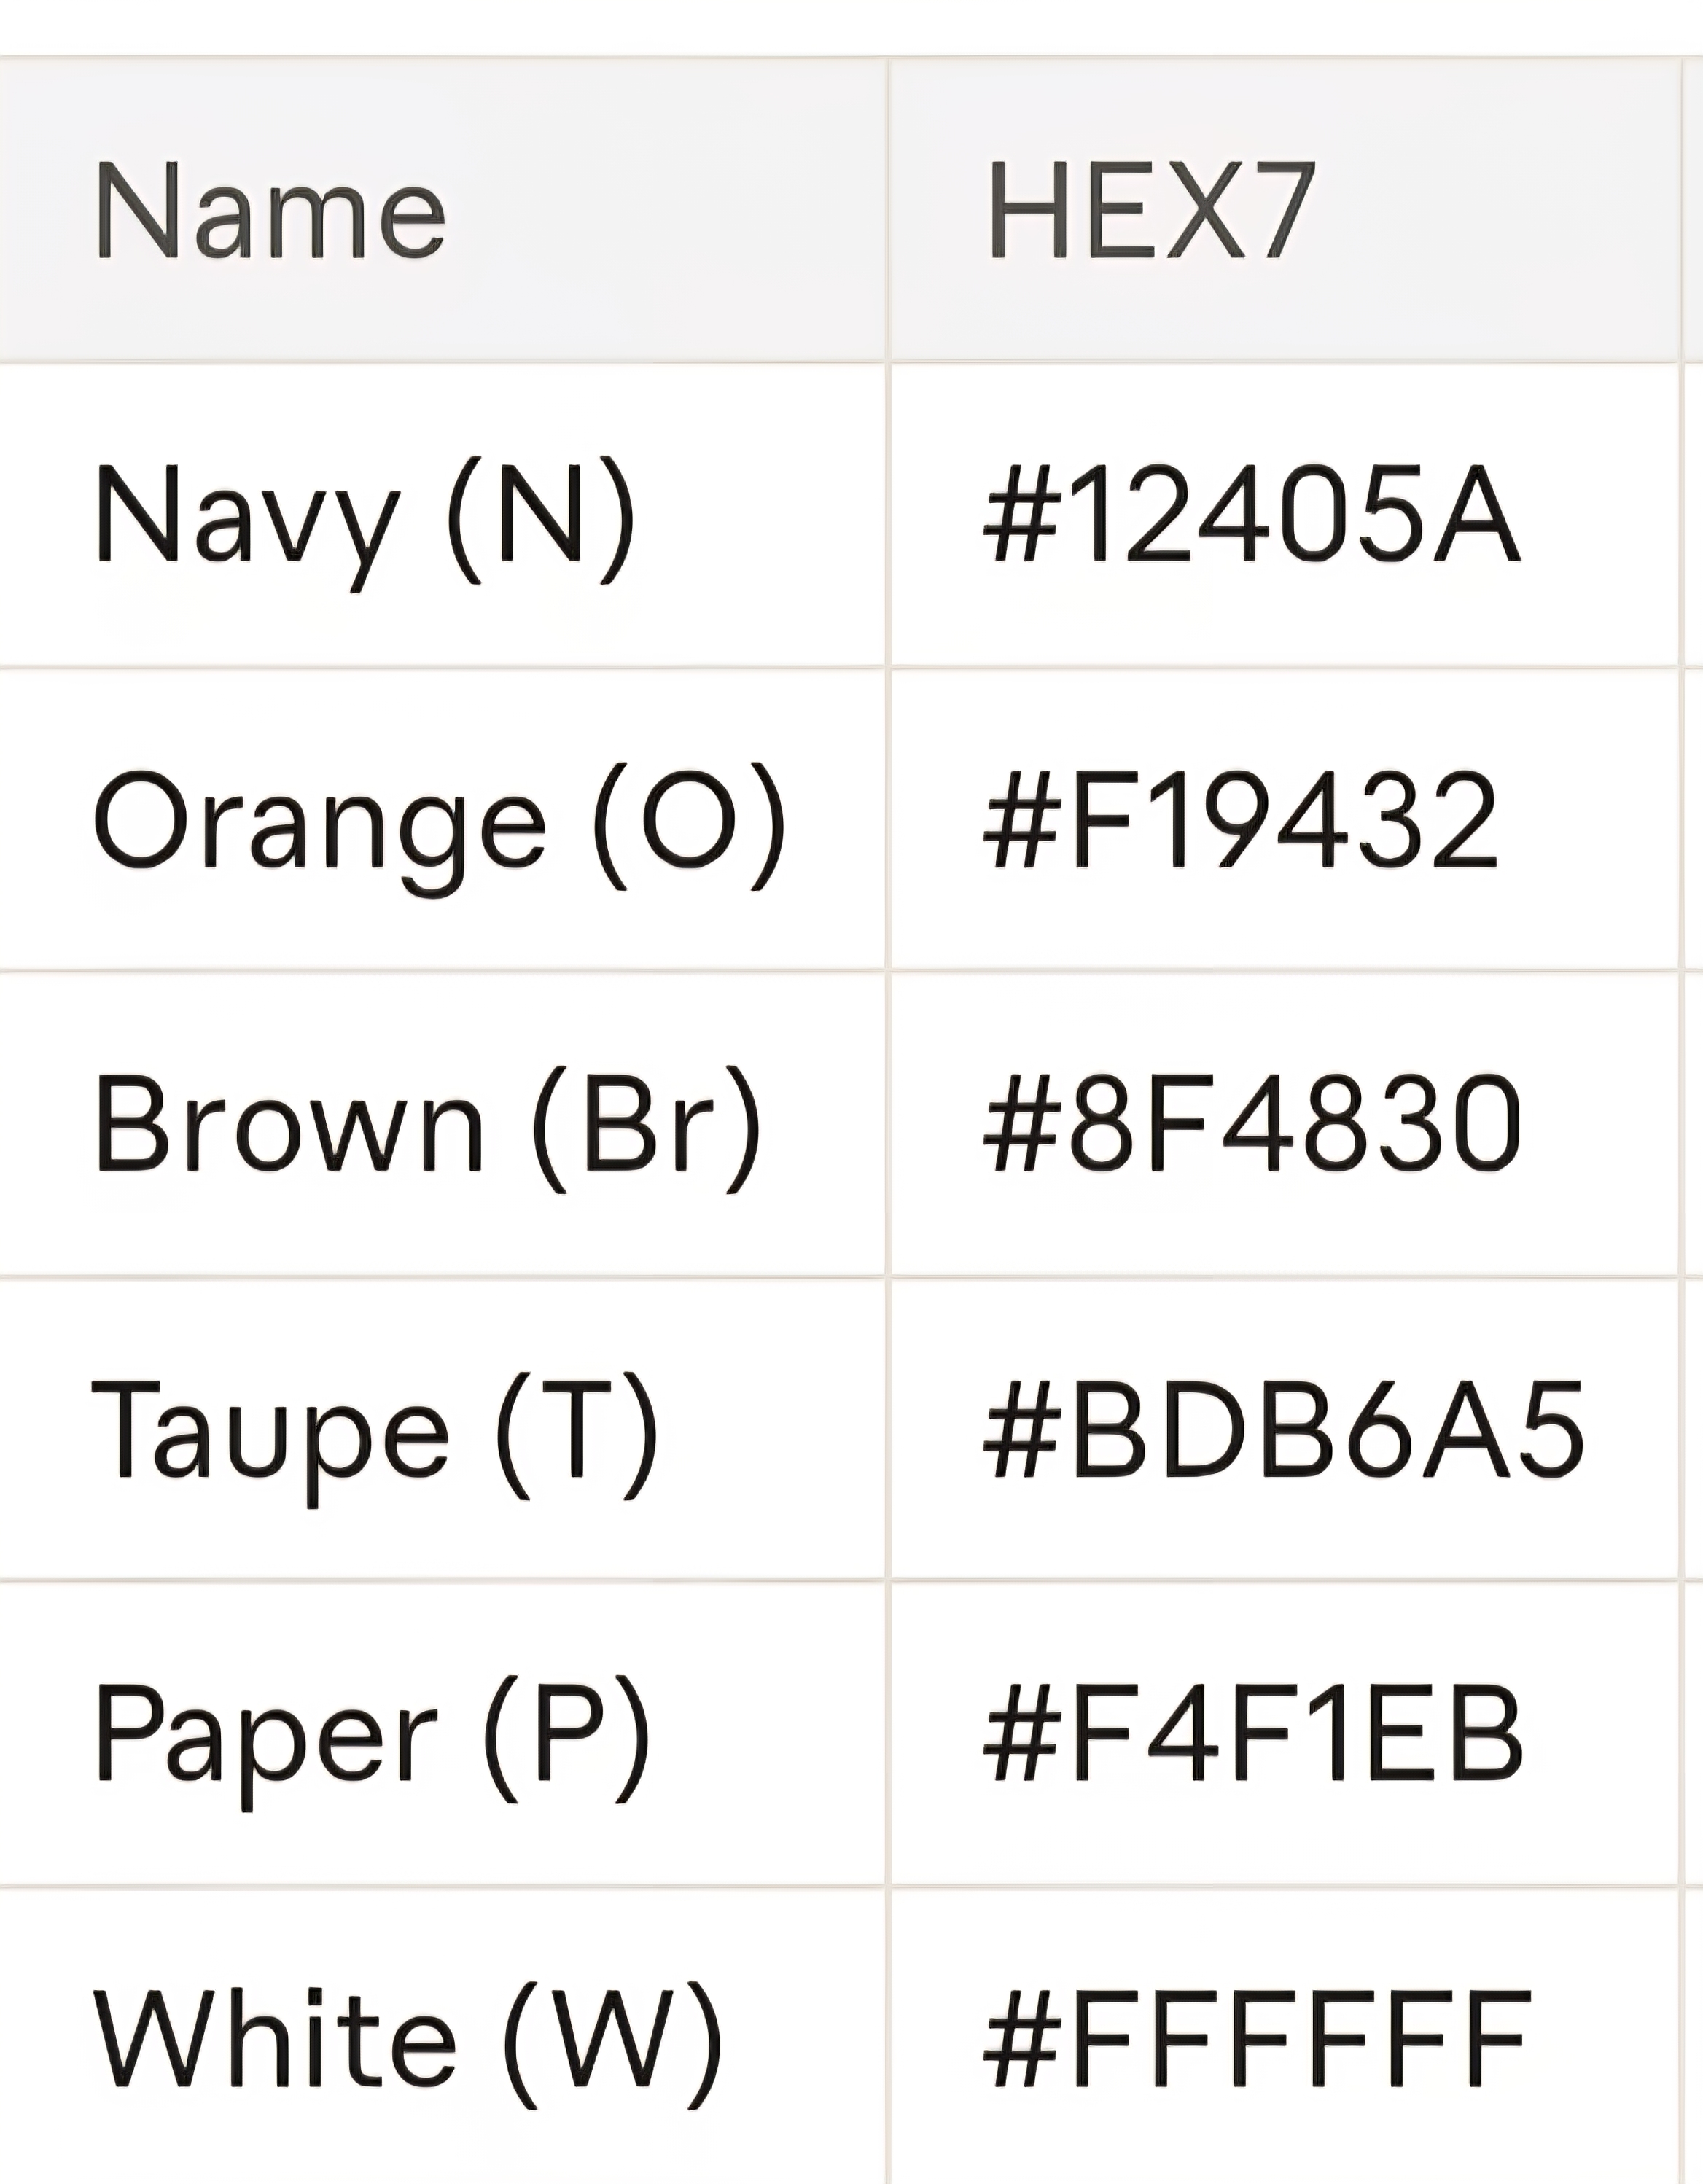 Name HEX7
Navy (N) #12405A
Orange (O) #F19432
Brown (Br) #8F4830
Taupe (T) #BDB6A5
Paper (P) #F4F1EB
White (W) #FFFFFF